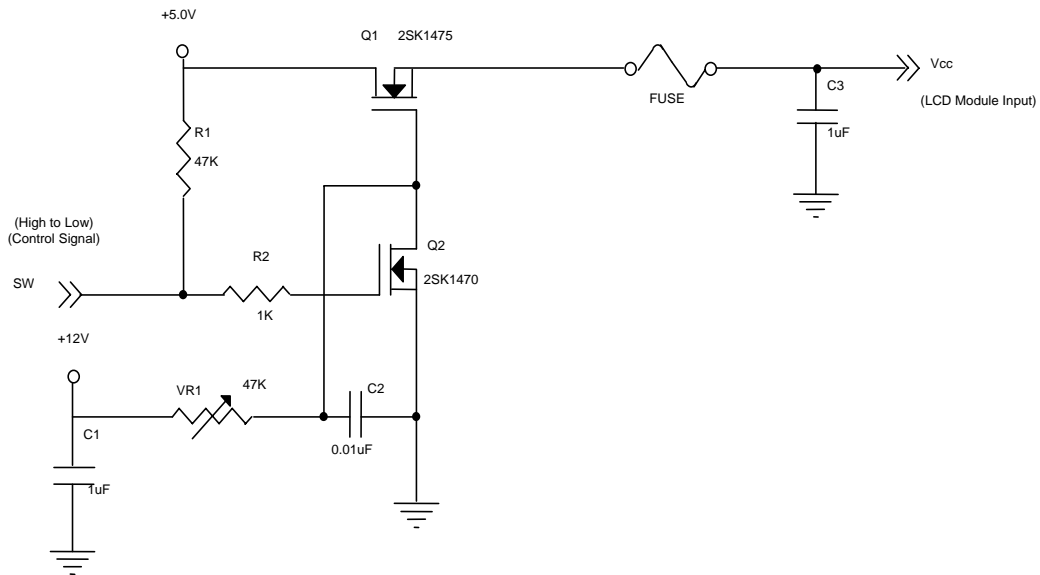 +5.0V
Q1 2SK1475
Vcc
C3
FUSE
(LCD Module Input)
R1
1uF
47K
(High to Low)
(Control Signal)
R2
Q2
SW
2SK1470
1K
+12V
VR1
47K
C2
C1
0.01uF
1uF